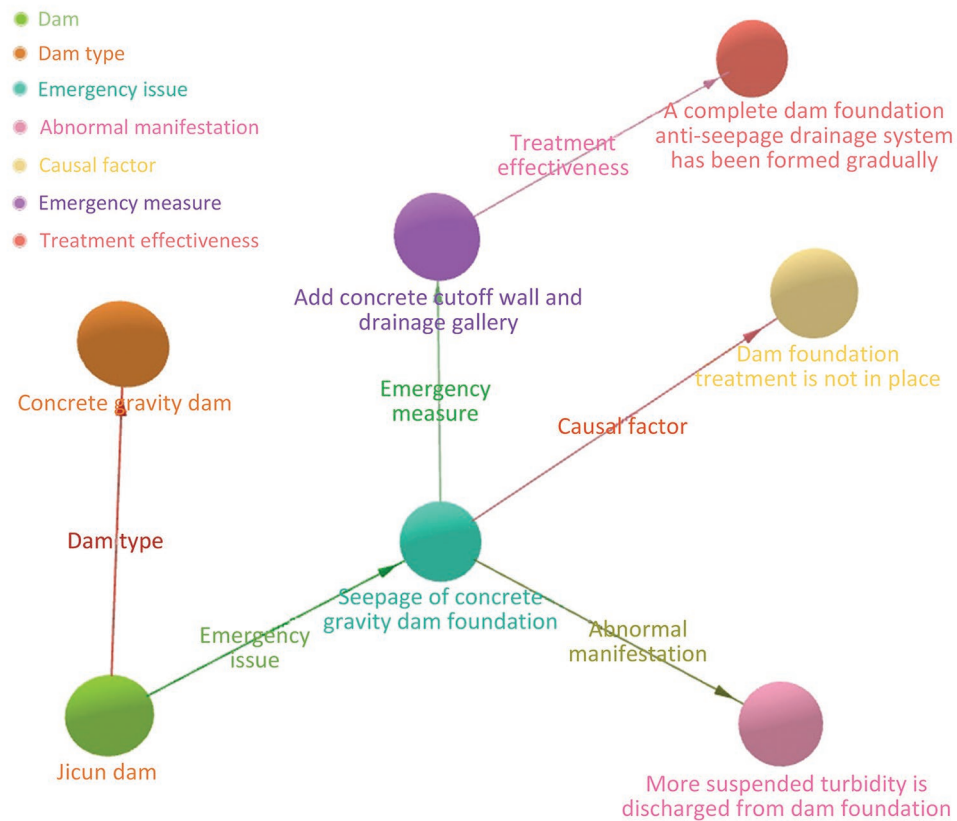 Dam
Dam type
Emergency issue
Abnormal manifestation
Causal factor
Emergency measure
Treatment effectiveness
A complete dam foundation
anti-seepage drainage system
has been formed gradually
Treatment
effectiveness
Add concrete cutoff wall and
drainage gallery
Dam foundation
treatment is not in place
Emergency
measure
Concrete gravity dam
Causal factor
Dam type
Seepage of concrete
gravity dam foundation
Emergency
issue
Abnormal
manifestation
Jicun dam
More suspended turbidity is
discharged from dam foundation